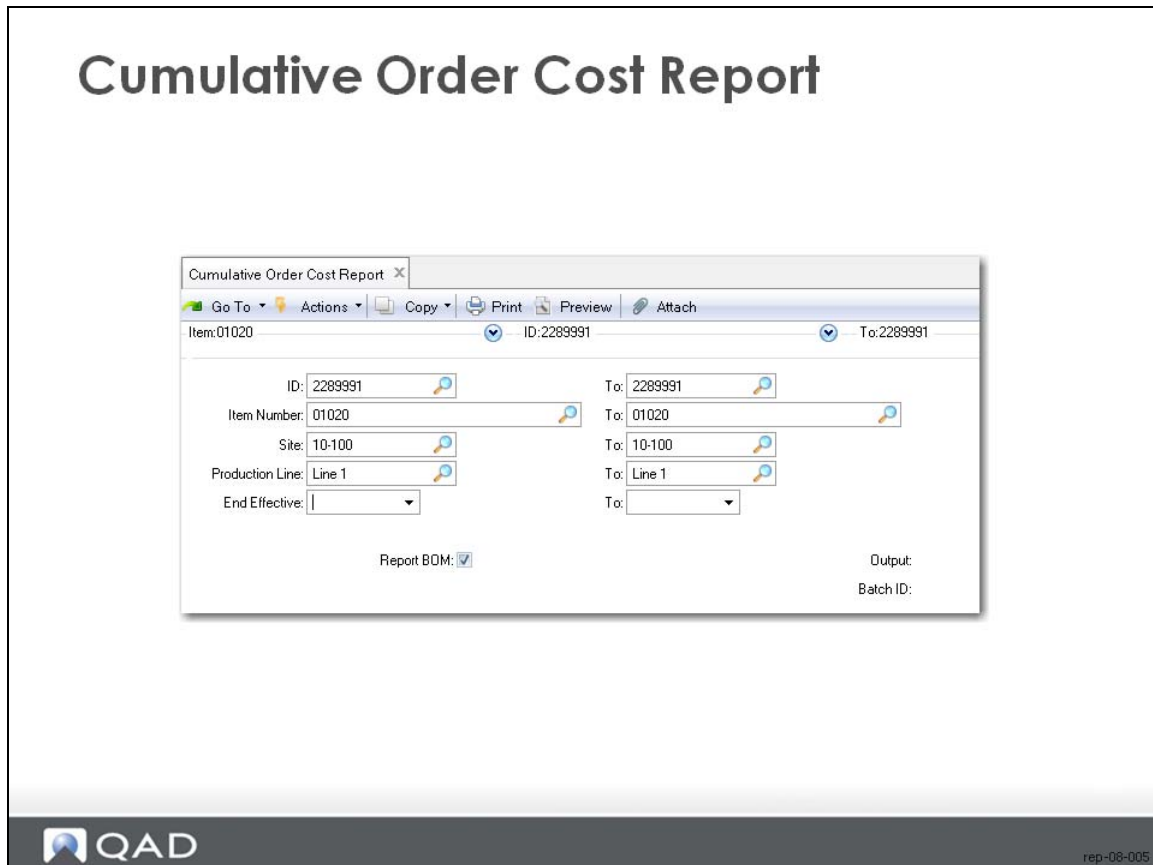 Cumulative Order Cost Report
Cumulative Order Cost Report X
Go To Actions Copy Print Preview Attach
Item:01020 ID:2289991 To:2289991
ID: 2289991 To: 2289991
Item Number: 01020 To: 01020
Site: 10-100 To: 10-100
Production Line: Line 1 To: Line 1
End Effective: To:
Report BOM: Output:
Batch ID:
QAD
rep-08-005